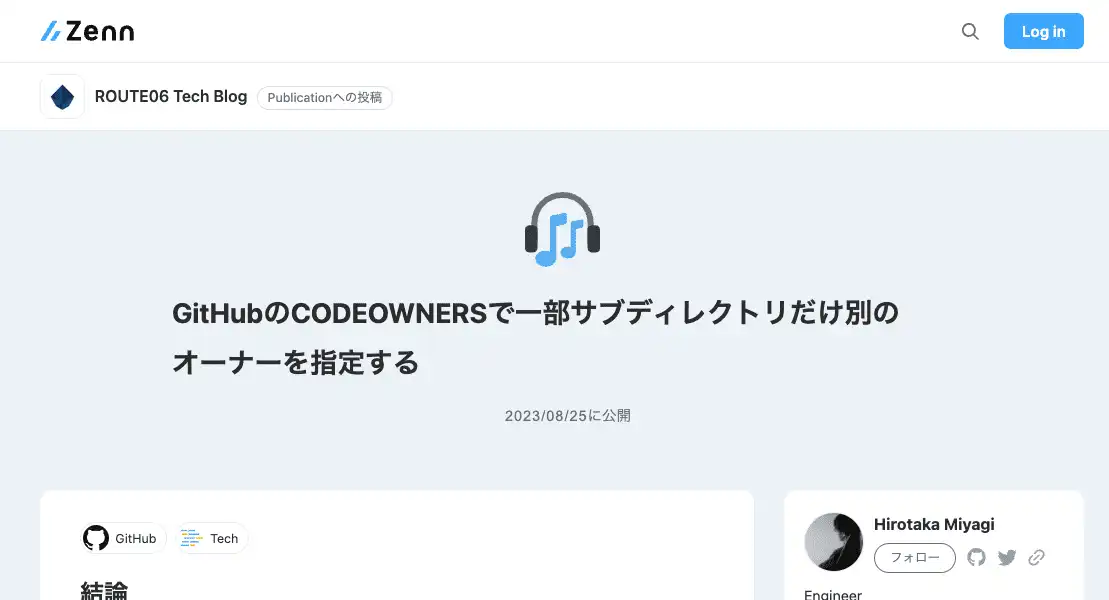 Zenn
Log in
ROUTE06 Tech Blog
Publicationへの投稿
GitHubのCODEOWNERSで一部サブディレクトリだけ別の
オーナーを指定する
2023/08/25に公開
GitHub
Tech
結論
Hirotaka Miyagi
フォロー
Engineer